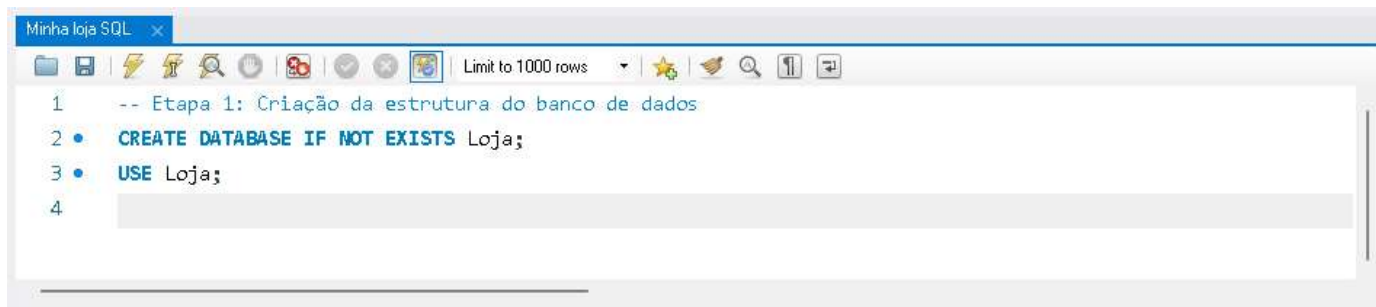 Minha loja SQL
Limit to 1000 rows
1 -- Etapa 1: Criação da estrutura do banco de dados
2 CREATE DATABASE IF NOT EXISTS Loja;
3 USE Loja;
4